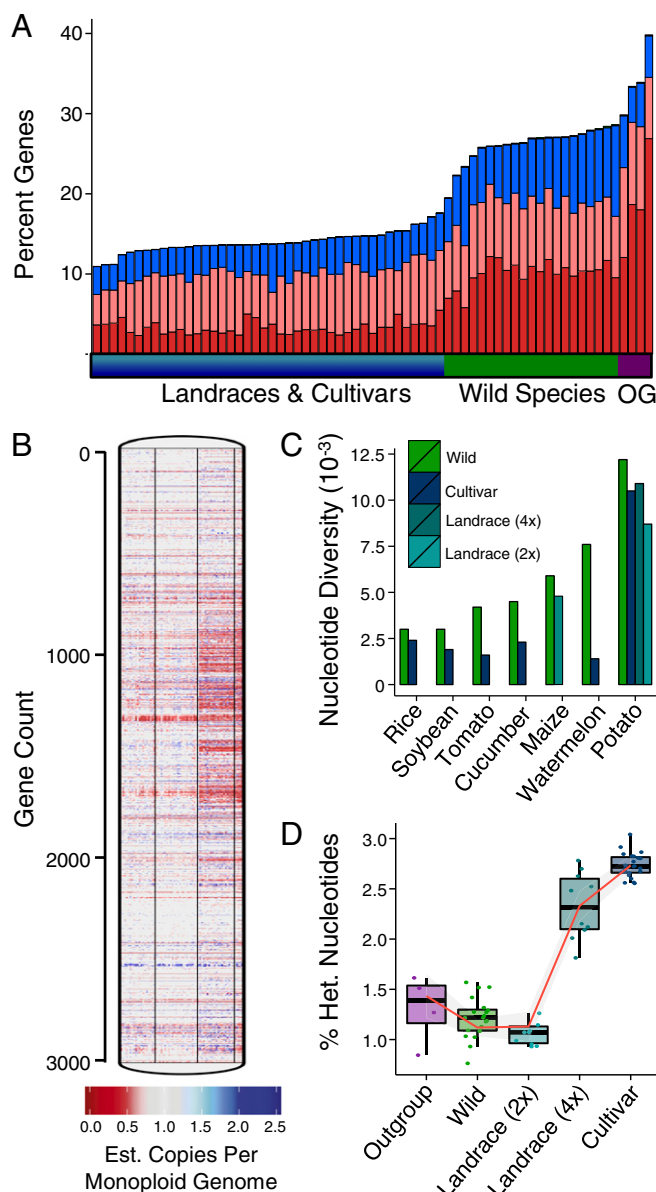 A
Percent Genes
40
30
20
10
Landraces & Cultivars
Wild Species
OG
B
Gene Count
0
1000
2000
3000
0.0 0.5 1.0 1.5 2.0 2.5
Est. Copies Per
Monoploid Genome
C
Nucleotide Diversity (10-3)
12.5
10.0
7.5
5.0
2.5
0
Wild
Cultivar
Landrace (4x)
Landrace (2x)
Rice
Soybean
Tomato
Cucumber
Maize
Watermelon
Potato
D
% Het. Nucleotides
3.0
2.5
2.0
1.5
1.0
Outgroup
Wild
Landrace (2x)
Landrace (4x)
Cultivar